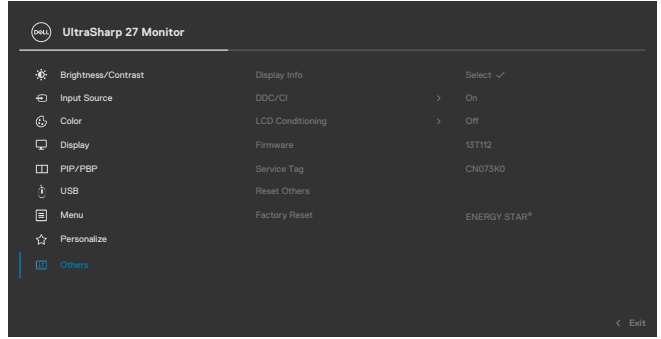 DELL UltraSharp 27 Monitor
Brightness/Contrast Display Info Select ✓
Input Source DDC/CI > On
Color LCD Conditioning > Off
Display Firmware 13T112
PIP/PBP Service Tag CN073K0
USB Reset Others
Menu Factory Reset ENERGY STAR®
Personalize
Others
< Exit